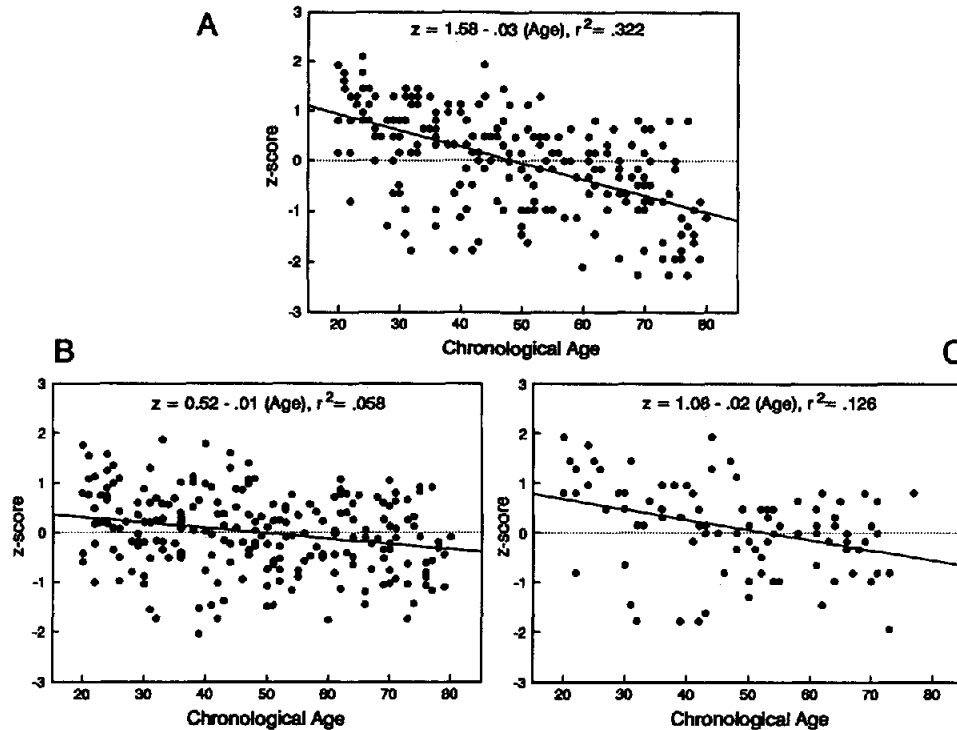 A
z = 1.58 - .03 (Age), r² = .322
3
2
1
0
-1
-2
-3
z-score
20 30 40 50 60 70 80
Chronological Age
B
z = 0.52 - .01 (Age), r² = .058
3
2
1
0
-1
-2
-3
z-score
20 30 40 50 60 70 80
Chronological Age
C
z = 1.08 - .02 (Age), r² = .126
3
2
1
0
-1
-2
-3
z-score
20 30 40 50 60 70 80
Chronological Age